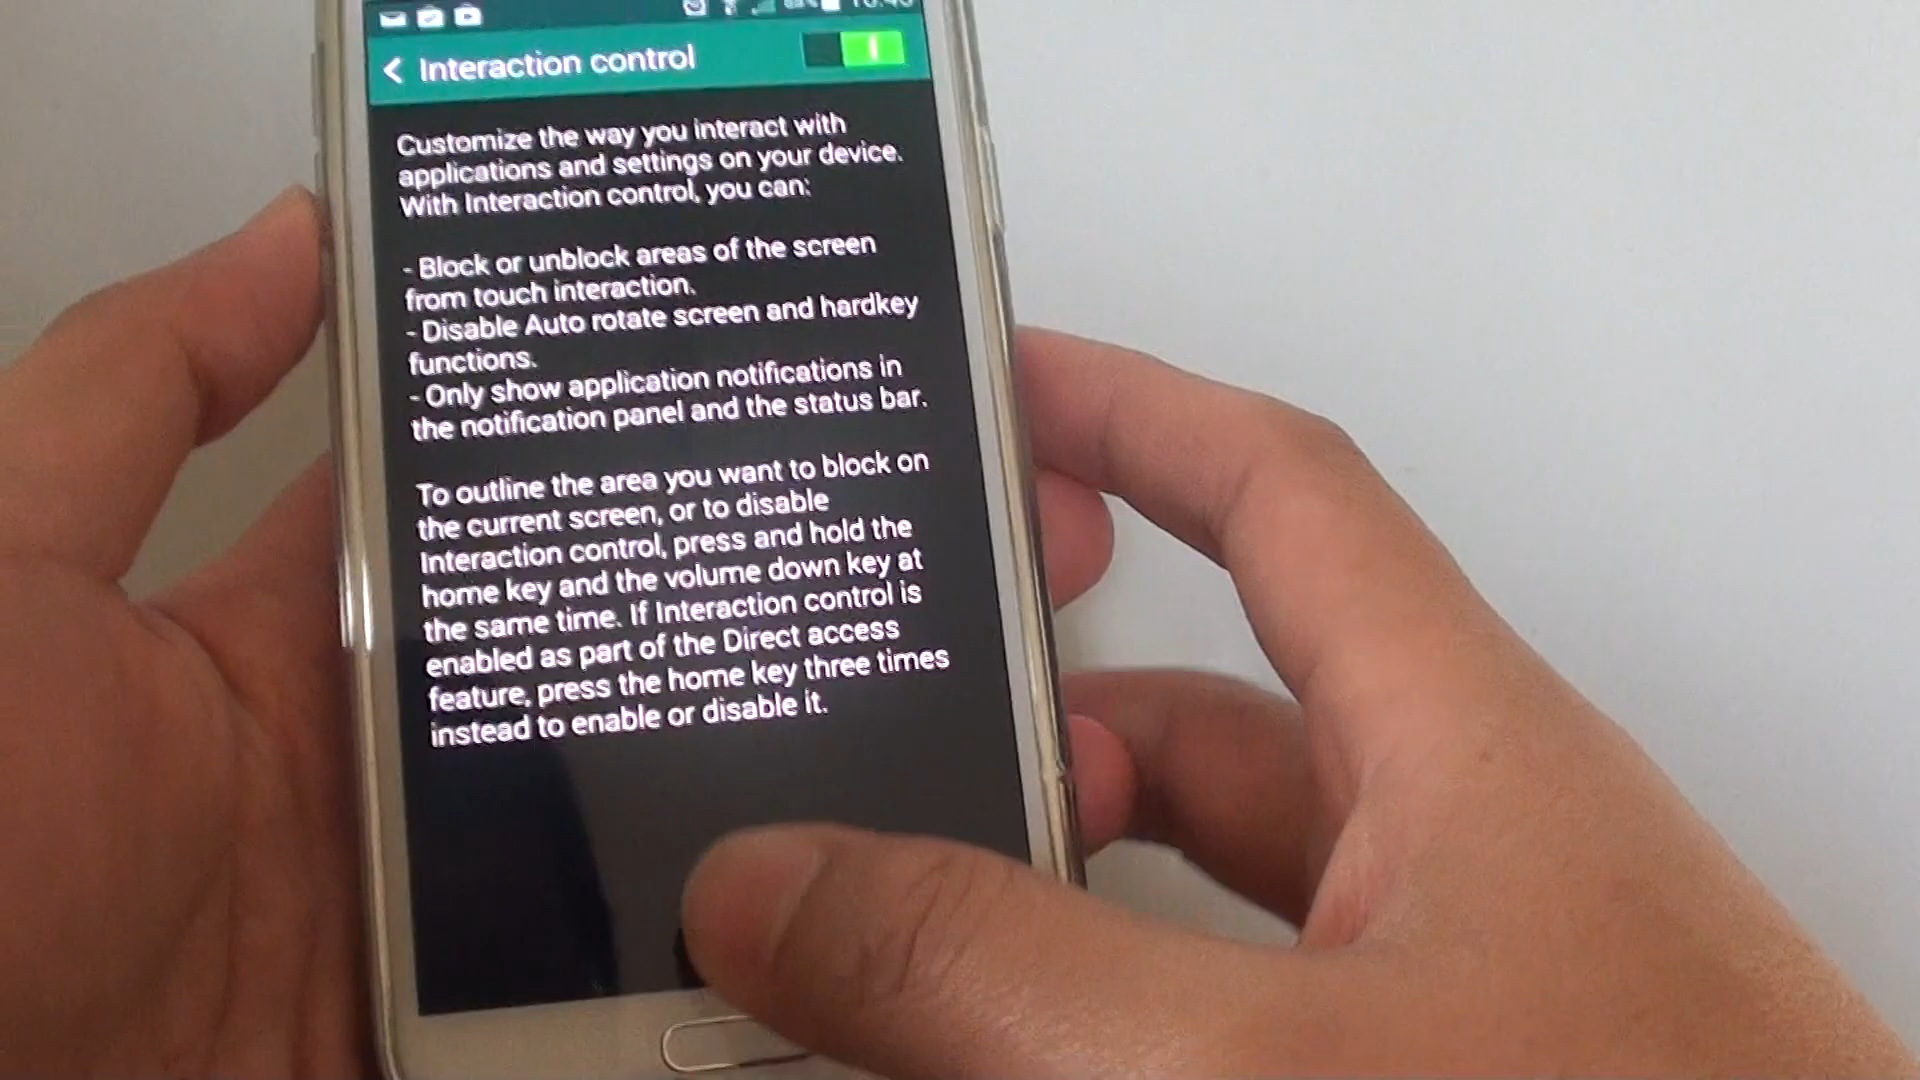 Interaction control
Customize the way you interact with
applications and settings on your device.
With Interaction control, you can:
- Block or unblock areas of the screen
from touch interaction.
- Disable Auto rotate screen and hardkey
functions.
- Only show application notifications in
the notification panel and the status bar.
To outline the area you want to block on
the current screen, or to disable
Interaction control, press and hold the
home key and the volume down key at
the same time. If Interaction control is
enabled as part of the Direct access
feature, press the home key three times
instead to enable or disable it.